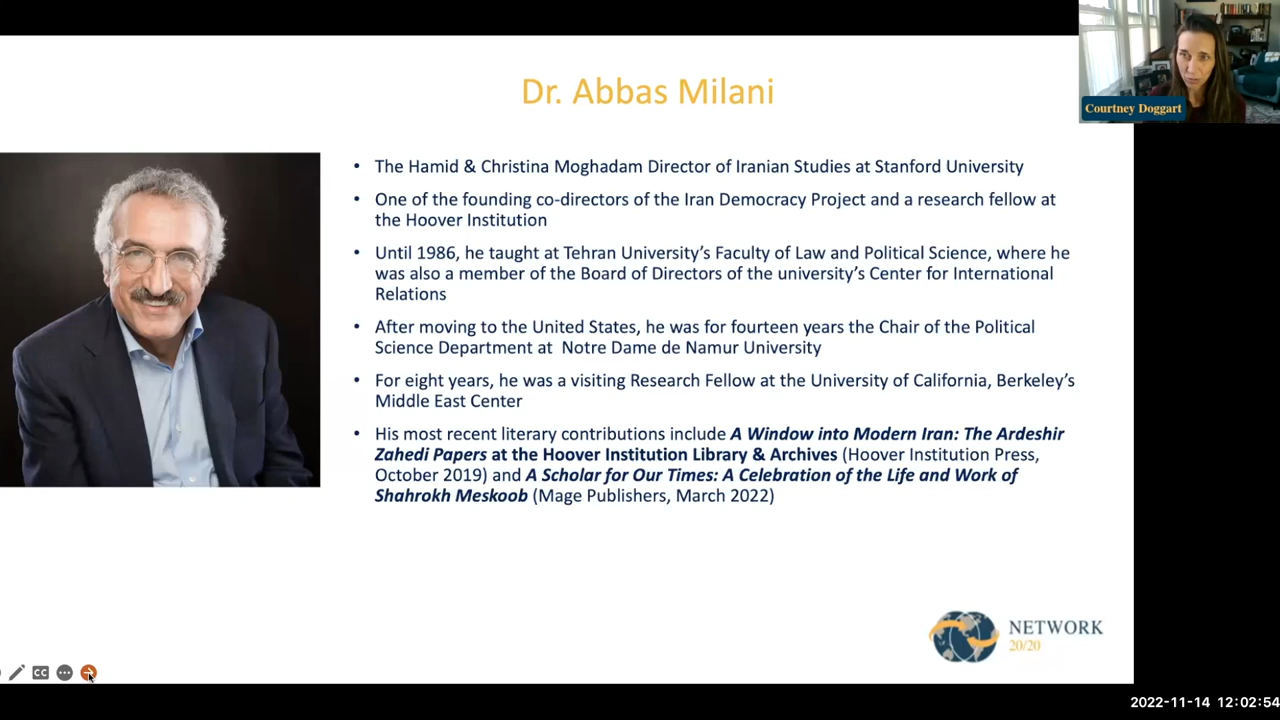 Dr. Abbas Milani
Courtney Doggart
• The Hamid & Christina Moghadam Director of Iranian Studies at Stanford University
• One of the founding co-directors of the Iran Democracy Project and a research fellow at
the Hoover Institution
• Until 1986, he taught at Tehran University’s Faculty of Law and Political Science, where he
was also a member of the Board of Directors of the university’s Center for International
Relations
• After moving to the United States, he was for fourteen years the Chair of the Political
Science Department at  Notre Dame de Namur University
• For eight years, he was a visiting Research Fellow at the University of California, Berkeley’s
Middle East Center
• His most recent literary contributions include A Window into Modern Iran: The Ardeshir
Zahedi Papers at the Hoover Institution Library & Archives (Hoover Institution Press,
October 2019) and A Scholar for Our Times: A Celebration of the Life and Work of
Shahrokh Meskoob (Mage Publishers, March 2022)
NETWORK
20/20
CC
2022-11-14 12:02:54